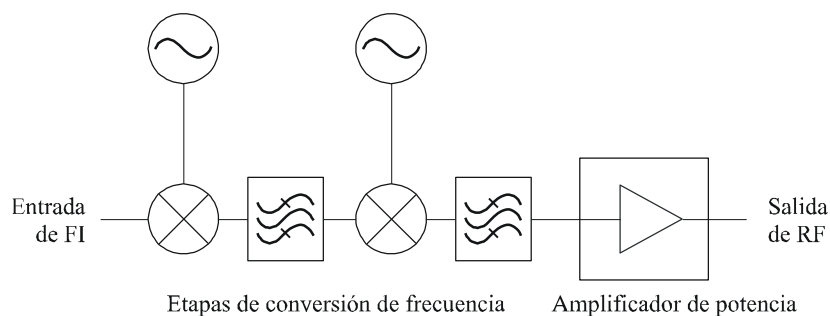 Entrada
de FI
Salida
de RF
Etapas de conversión de frecuencia
Amplificador de potencia